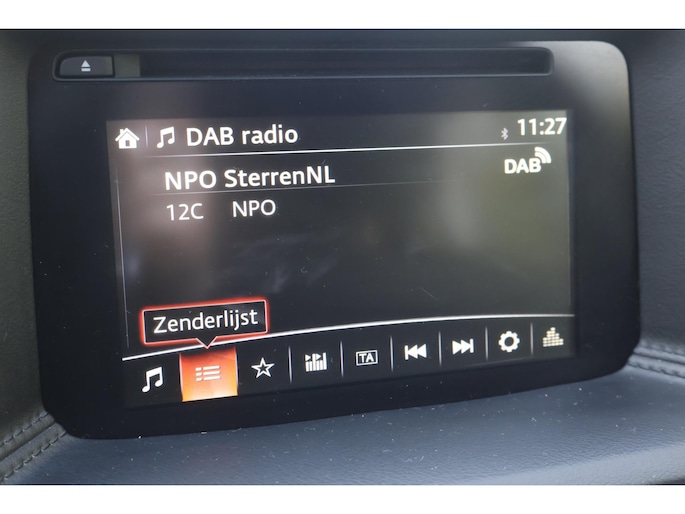 DAB radio
11:27
NPO SterrenNL
DAB
12C NPO
Zenderlijst
TA